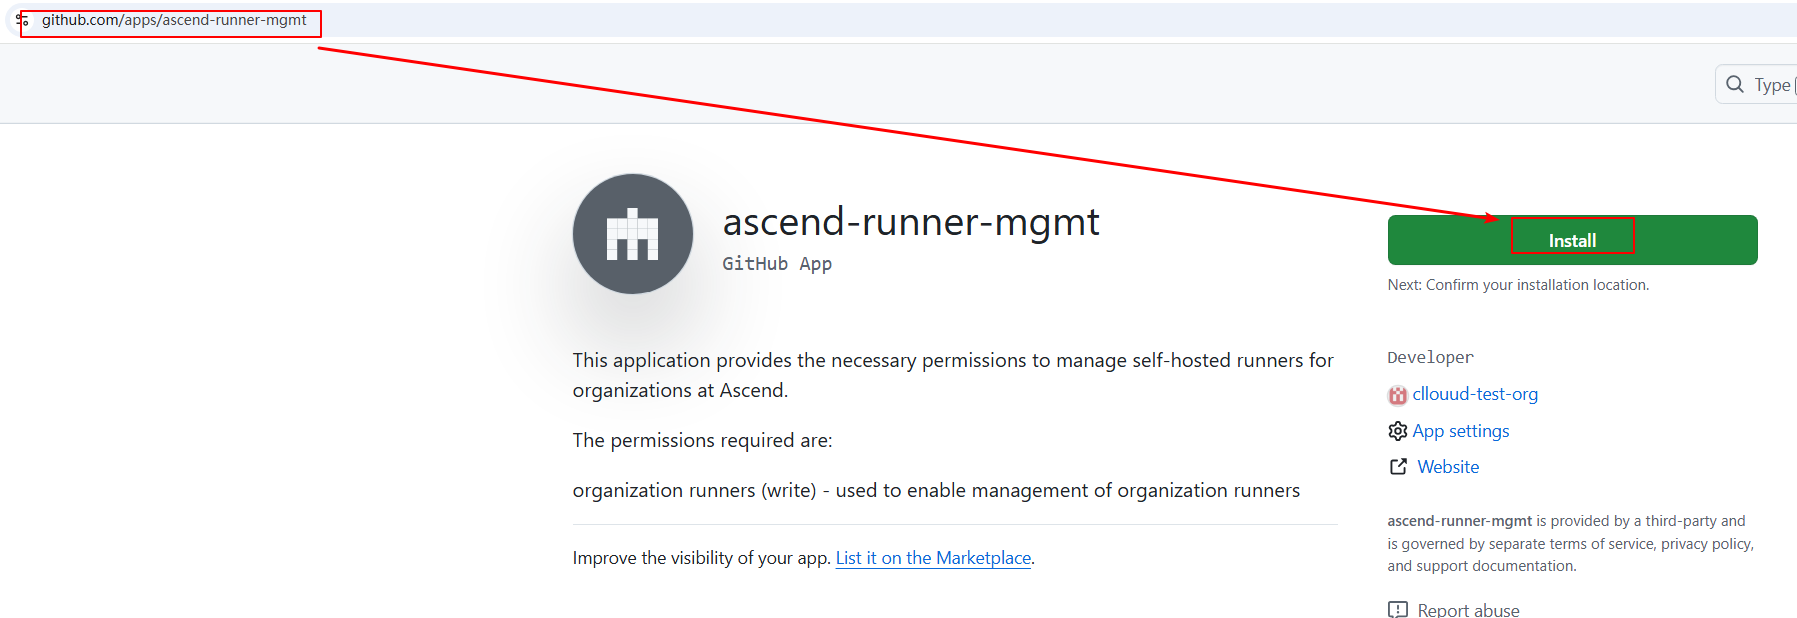 github.com/apps/ascend-runner-mgmt
Type
ascend-runner-mgmt
GitHub App
Install
Next: Confirm your installation location.
This application provides the necessary permissions to manage self-hosted runners for
organizations at Ascend.
The permissions required are:
organization runners (write) - used to enable management of organization runners
Improve the visibility of your app. List it on the Marketplace.
Developer
cllouud-test-org
App settings
Website
ascend-runner-mgmt is provided by a third-party and
is governed by separate terms of service, privacy policy,
and support documentation.
Report abuse